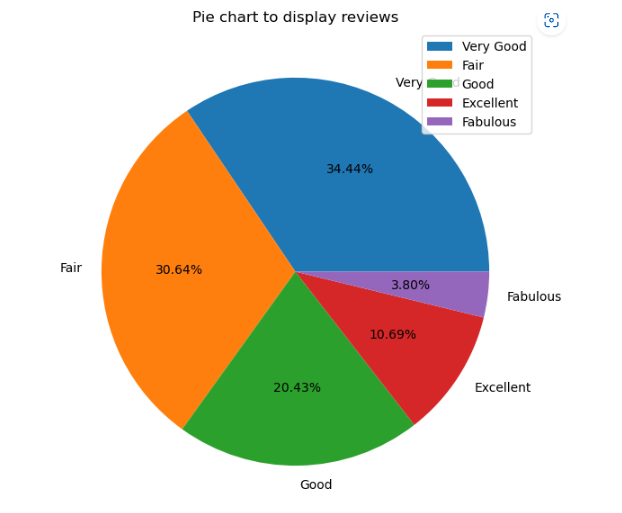 Pie chart to display reviews
Very Good
Fair
Good
Excellent
Fabulous
Very
34.44%
Fair
30.64%
3.80%
Fabulous
10.69%
Excellent
20.43%
Good